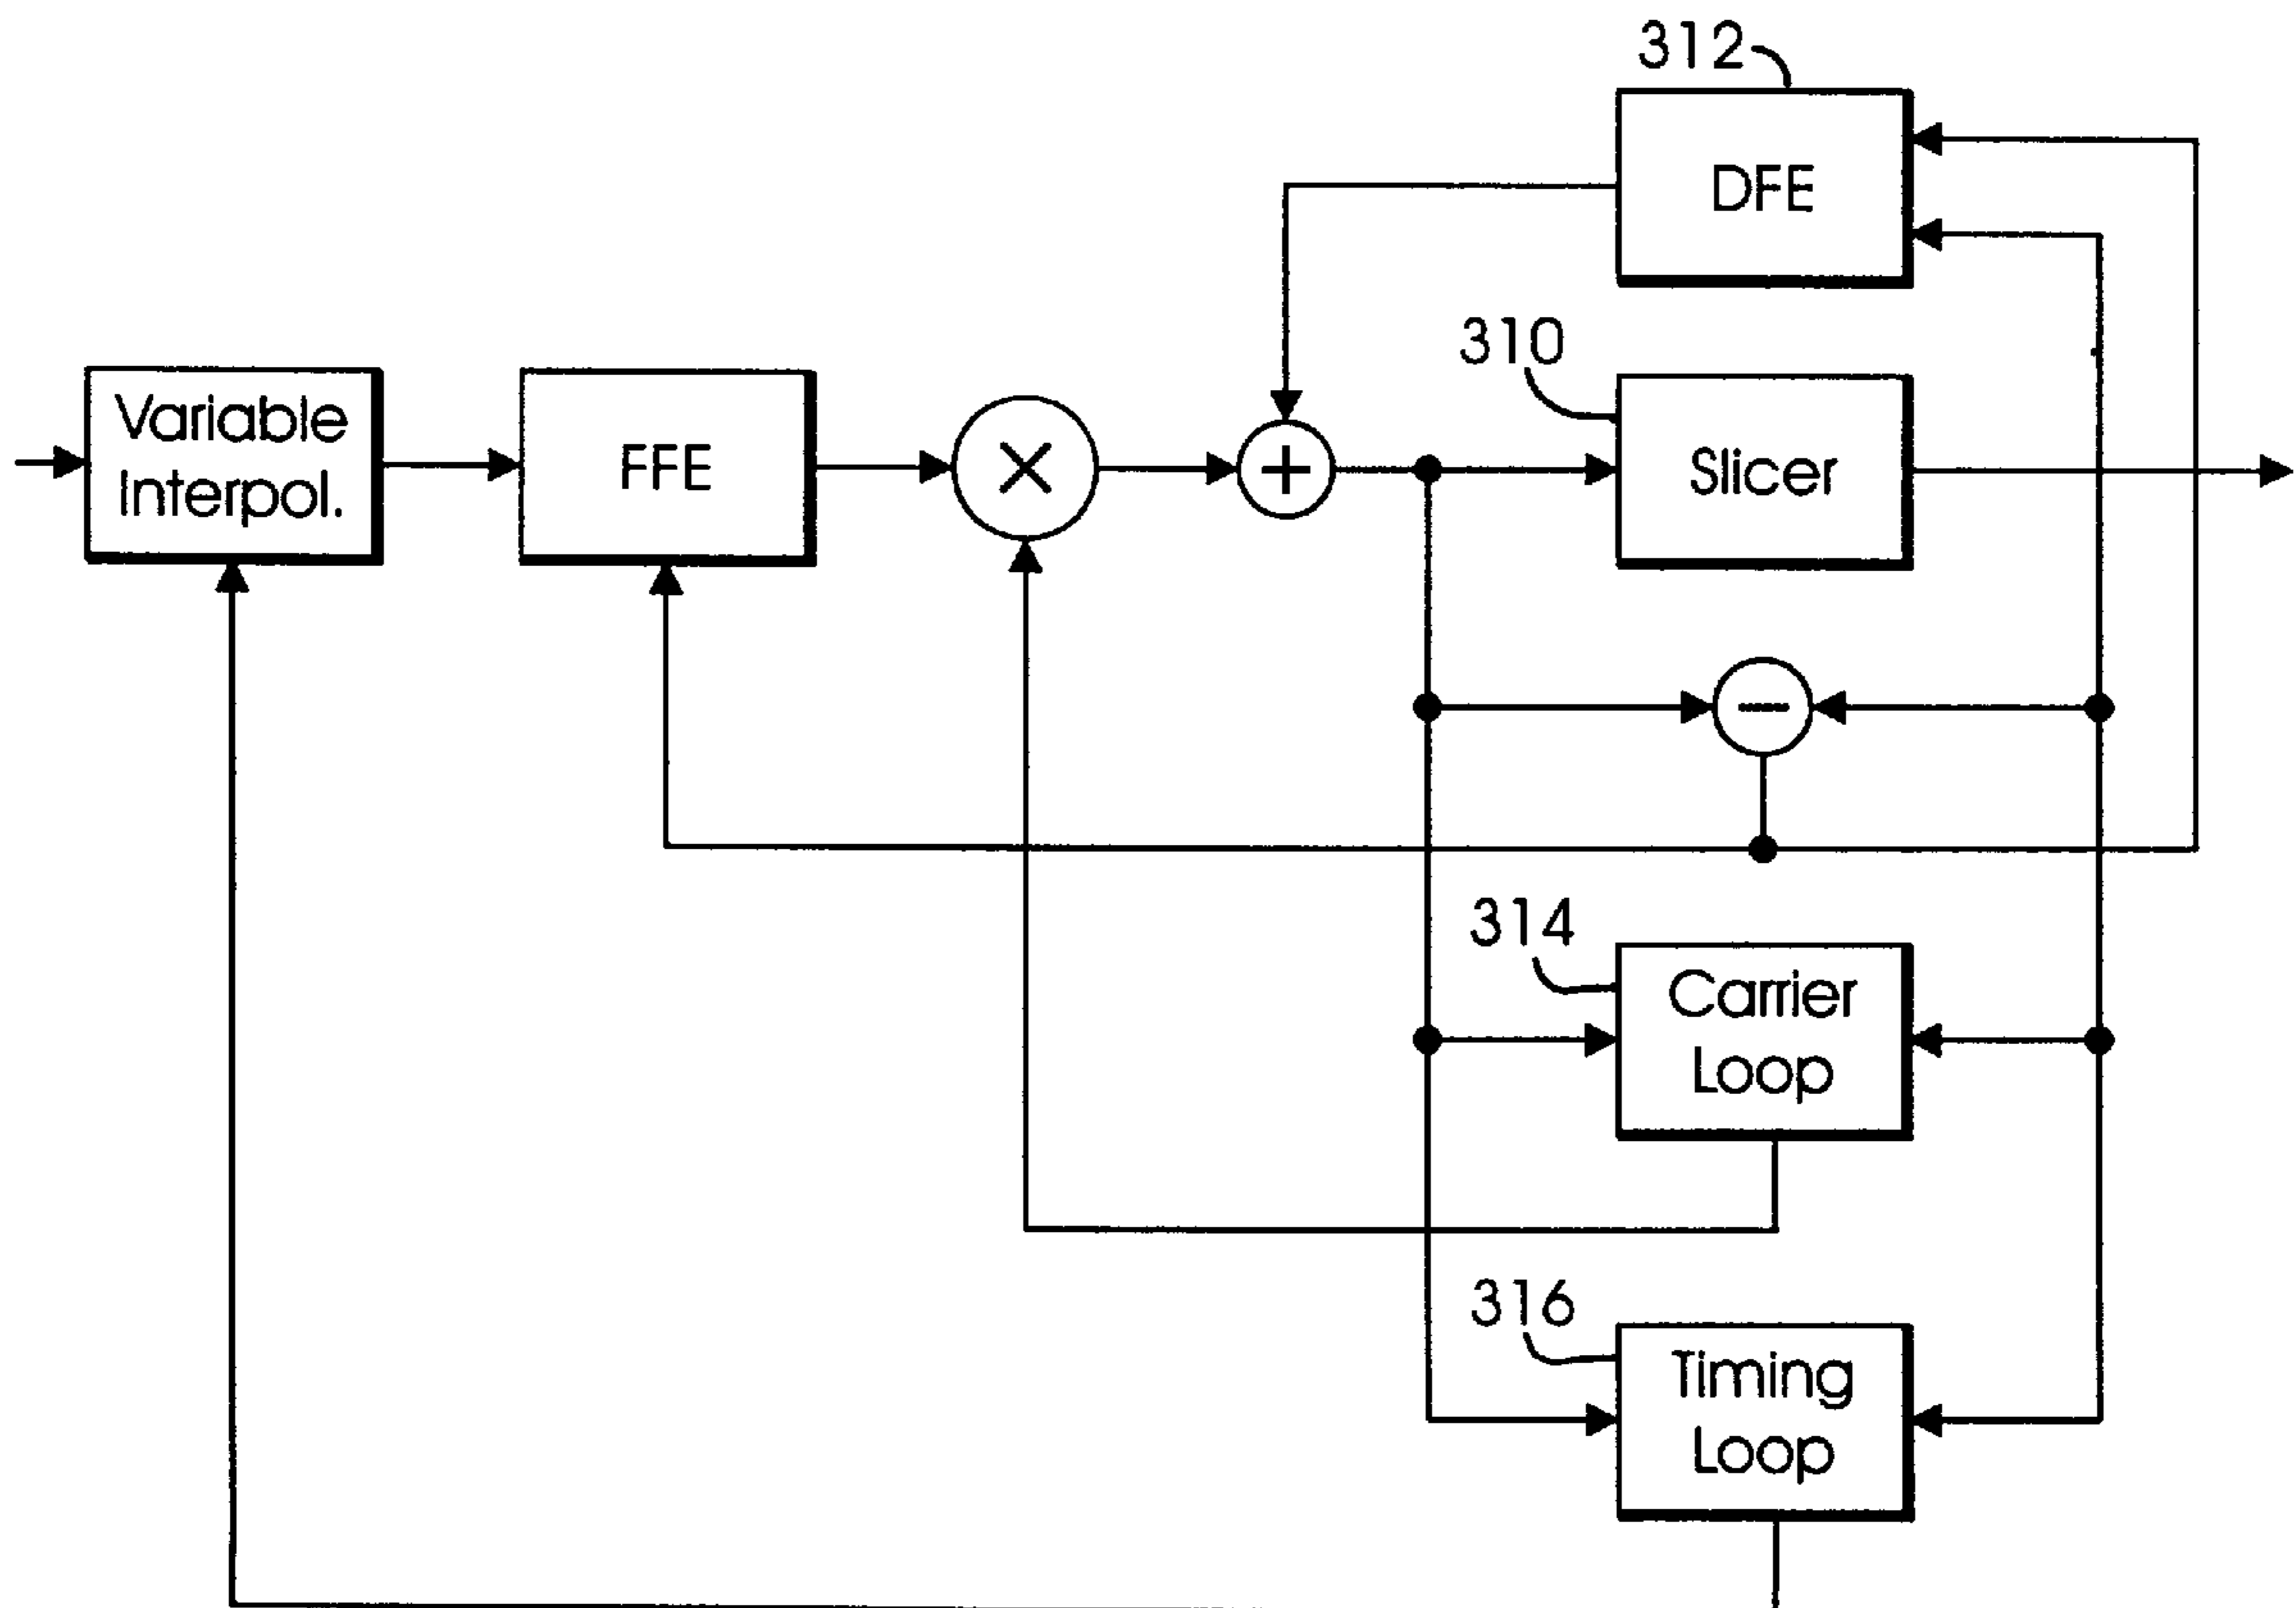 312
DFE
310
Variable
Interpol.
FFE
×
+
Slicer
-
314
Carrier
Loop
316
Timing
Loop